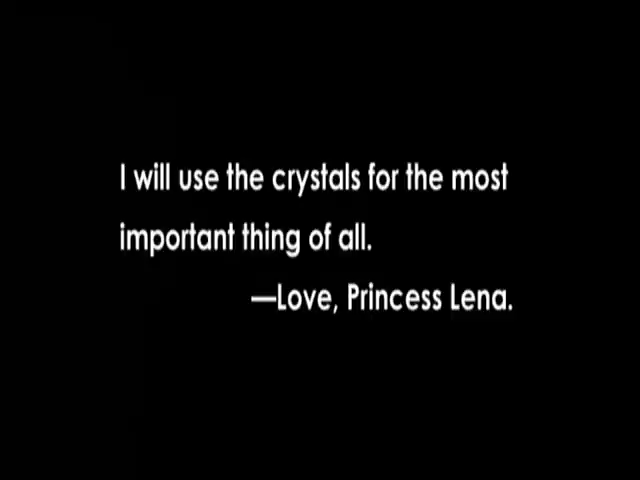 I will use the crystals for the most
important thing of all.
—Love, Princess Lena.